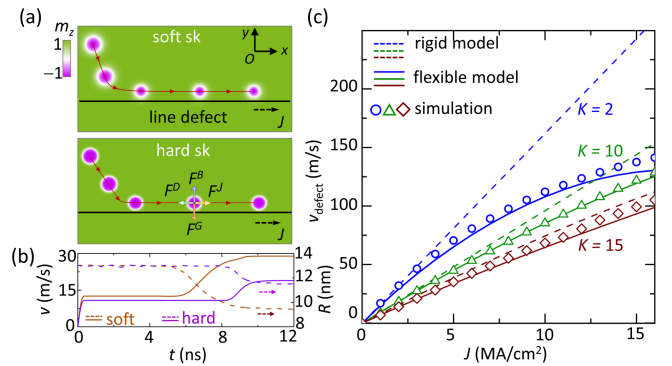 (a)
m_z
1
−1
soft sk
y
x
O
line defect
J
hard sk
F^B
F^D
F^J
F^G
J
(b)
v (m/s)
30
15
0
soft
hard
0 4 8 12
t (ns)
14
12
10
8
R (nm)
(c)
v_defect (m/s)
200
150
100
50
0
rigid model
flexible model
simulation
K = 2
K = 10
K = 15
0 5 10 15
J (MA/cm²)